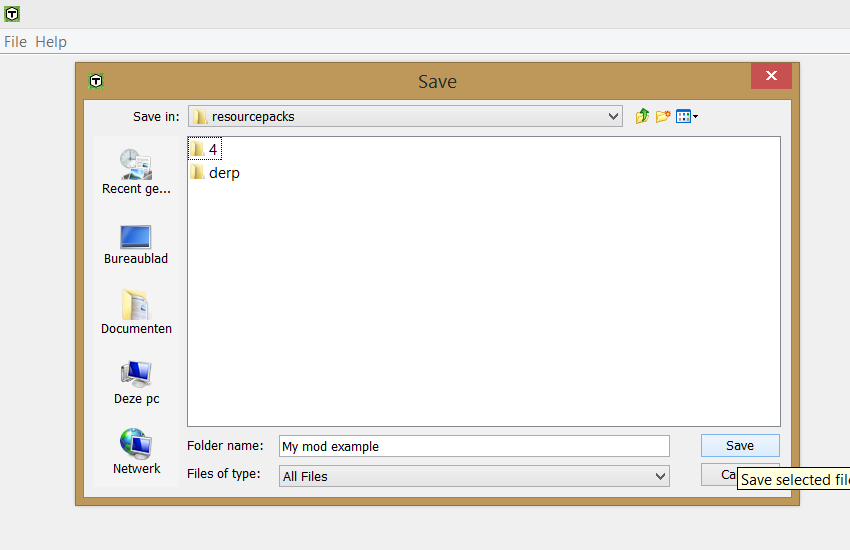 File Help
Save
Save in: resourcepacks
4
derp
Recent ge...
Bureaublad
Documenten
Deze pc
Netwerk
Folder name: My mod example Save
Files of type: All Files Ca
Save selected file